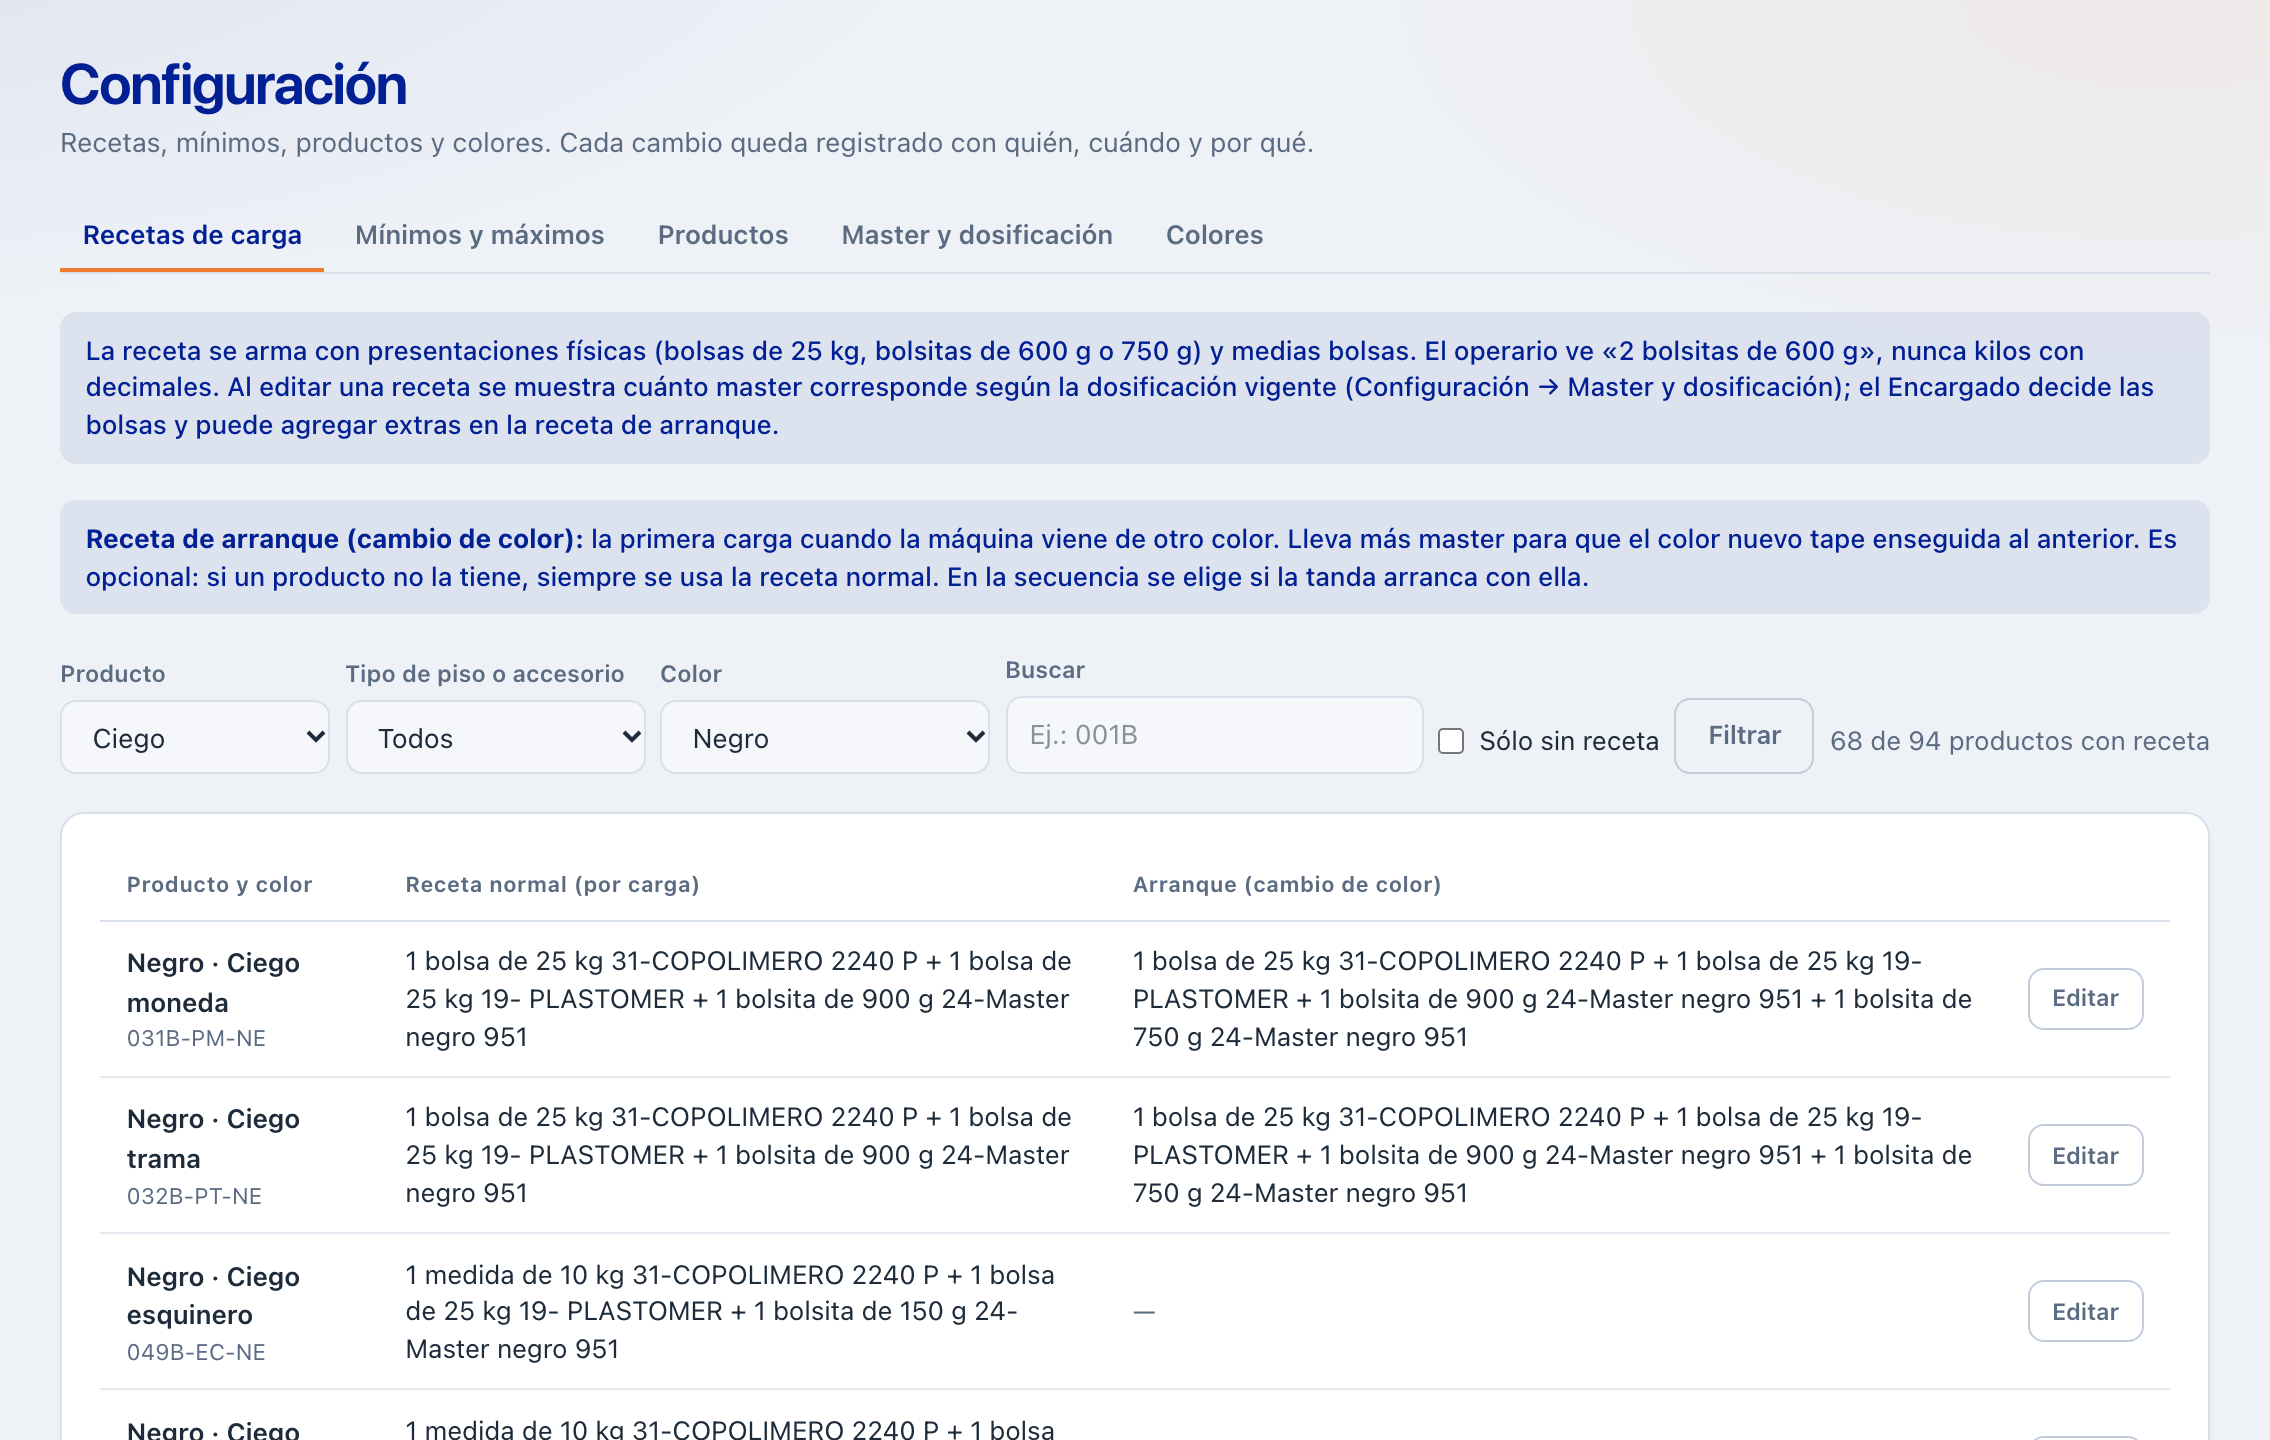 Configuración
Recetas, mínimos, productos y colores. Cada cambio queda registrado con quién, cuándo y por qué.
Recetas de carga Mínimos y máximos Productos Master y dosificación Colores
La receta se arma con presentaciones físicas (bolsas de 25 kg, bolsitas de 600 g o 750 g) y medias bolsas. El operario ve «2 bolsitas de 600 g», nunca kilos con
decimales. Al editar una receta se muestra cuánto master corresponde según la dosificación vigente (Configuración → Master y dosificación); el Encargado decide las
bolsas y puede agregar extras en la receta de arranque.
Receta de arranque (cambio de color): la primera carga cuando la máquina viene de otro color. Lleva más master para que el color nuevo tape enseguida al anterior. Es
opcional: si un producto no la tiene, siempre se usa la receta normal. En la secuencia se elige si la tanda arranca con ella.
Producto Tipo de piso o accesorio Color Buscar
Ciego Todos Negro Ej.: 001B Sólo sin receta Filtrar 68 de 94 productos con receta
Producto y color Receta normal (por carga) Arranque (cambio de color)
Negro · Ciego
moneda
031B-PM-NE
1 bolsa de 25 kg 31-COPOLIMERO 2240 P + 1 bolsa de
25 kg 19- PLASTOMER + 1 bolsita de 900 g 24-Master
negro 951
1 bolsa de 25 kg 31-COPOLIMERO 2240 P + 1 bolsa de 25 kg 19-
PLASTOMER + 1 bolsita de 900 g 24-Master negro 951 + 1 bolsita de
750 g 24-Master negro 951
Editar
Negro · Ciego
trama
032B-PT-NE
1 bolsa de 25 kg 31-COPOLIMERO 2240 P + 1 bolsa de
25 kg 19- PLASTOMER + 1 bolsita de 900 g 24-Master
negro 951
1 bolsa de 25 kg 31-COPOLIMERO 2240 P + 1 bolsa de 25 kg 19-
PLASTOMER + 1 bolsita de 900 g 24-Master negro 951 + 1 bolsita de
750 g 24-Master negro 951
Editar
Negro · Ciego
esquinero
049B-EC-NE
1 medida de 10 kg 31-COPOLIMERO 2240 P + 1 bolsa
de 25 kg 19- PLASTOMER + 1 bolsita de 150 g 24-
Master negro 951
—
Editar
Negro · Ciego
1 medida de 10 kg 31-COPOLIMERO 2240 P + 1 bolsa